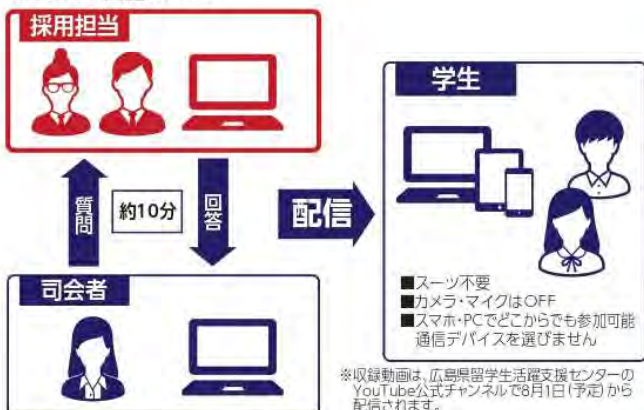 採用担当
質問
約10分
回答
司会者
配信
学生
■スーツ不要
■カメラ・マイクはOFF
■スマホ・PCでどこからでも参加可能
通信デバイスを選びません
※収録動画は、広島県留学生活躍支援センターの
YouTube公式チャンネルで8月1日(予定)から
配信されます。